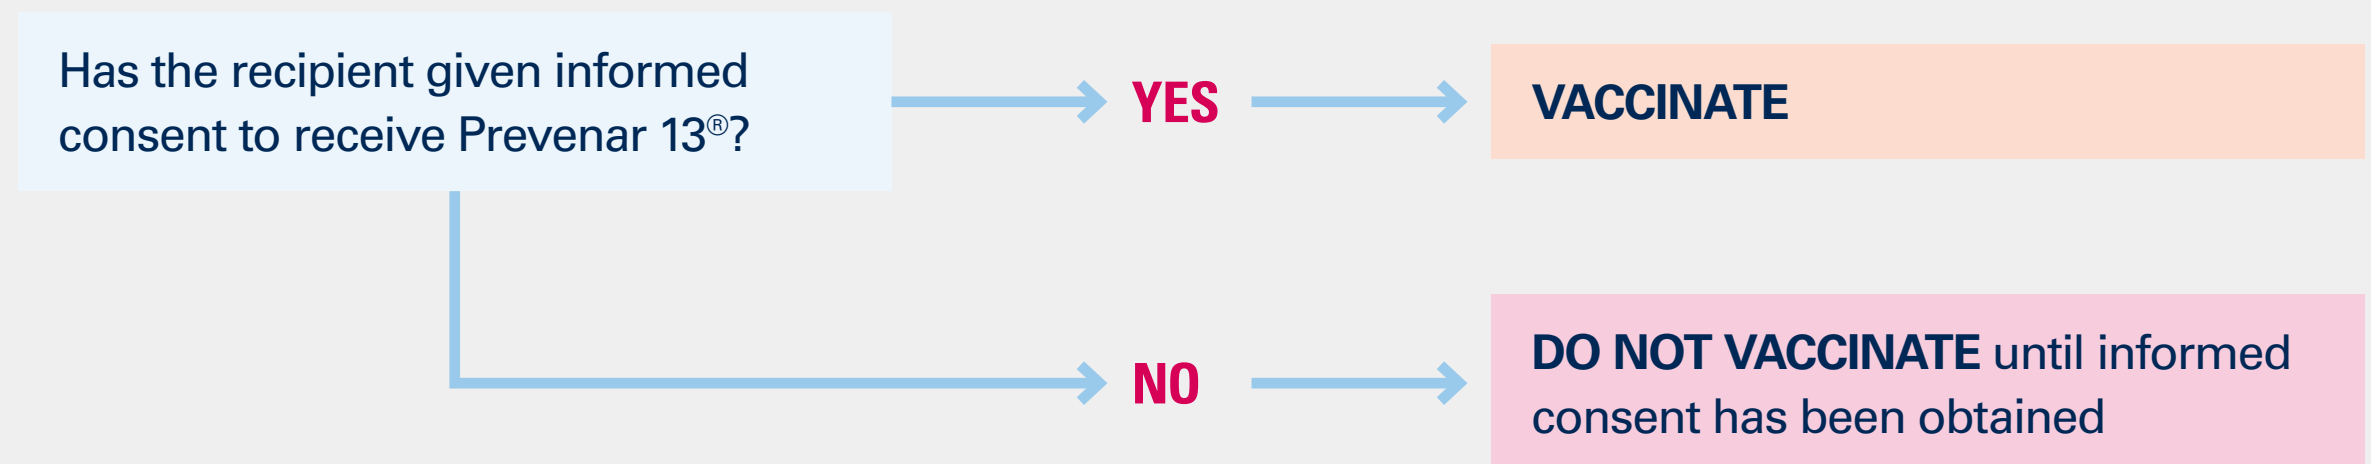 Has the recipient given informed
consent to receive Prevenar 13®?
YES
VACCINATE
NO
DO NOT VACCINATE until informed
consent has been obtained